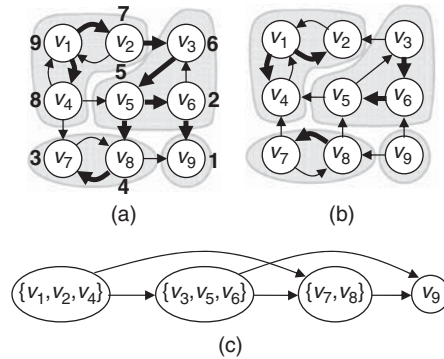 7
9 v1 v2 v3 6
5
8 v4 v5 v6 2
3 v7 v8 v9 1
4
(a)
v1 v2 v3
v4 v5 v6
v7 v8 v9
(b)
{v1,v2,v4} {v3,v5,v6} {v7,v8} v9
(c)